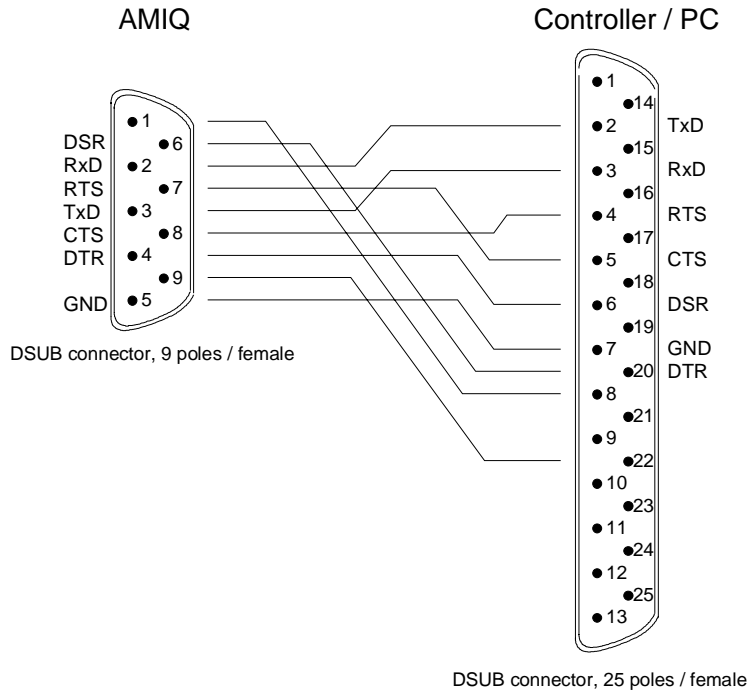 AMIQ
Controller / PC
DSR
RxD
RTS
TxD
CTS
DTR
GND
1
6
2
7
3
8
4
9
5
DSUB connector, 9 poles / female
1
14
2
TxD
15
3
RxD
16
4
RTS
17
5
CTS
18
6
DSR
19
7
GND
20
DTR
8
21
9
22
10
23
11
24
12
25
13
DSUB connector, 25 poles / female